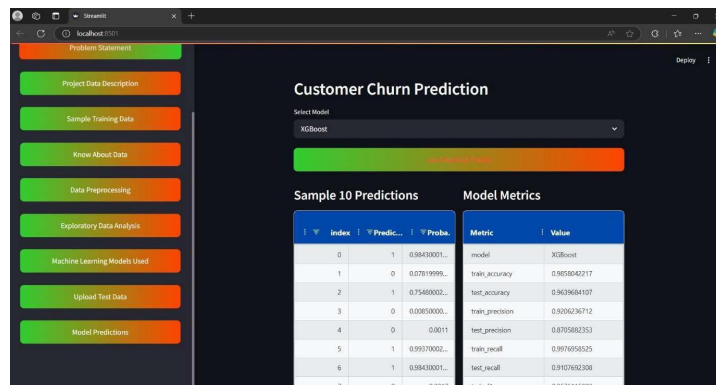 Streamlit
localhost:8501
Deploy
Problem Statement
Project Data Description
Sample Training Data
Know About Data
Data Preprocessing
Exploratory Data Analysis
Machine Learning Models Used
Upload Test Data
Model Predictions
Customer Churn Prediction
Select Model
XGBoost
Sample 10 Predictions
index Predic... Proba.
0 1 0.98430001...
1 0 0.07819999...
2 1 0.75480002...
3 0 0.00850000...
4 0 0.0011
5 1 0.99370002...
6 1 0.98430001...
Model Metrics
Metric Value
model XGBoost
train_accuracy 0.9858042217
test_accuracy 0.9639684107
train_precision 0.9206236712
test_precision 0.8705882353
train_recall 0.9976958525
test_recall 0.9107692308